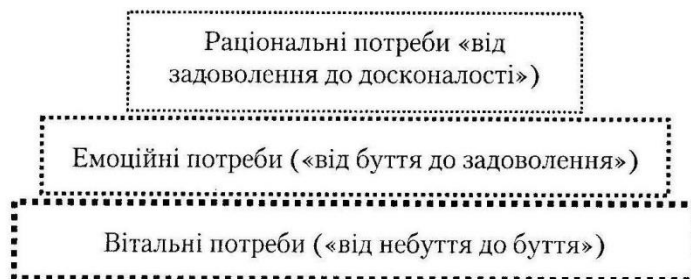 Раціональні потреби «від
задоволення до досконалості»)
Емоційні потреби («від буття до задоволення»)
Вітальні потреби («від небуття до буття»)